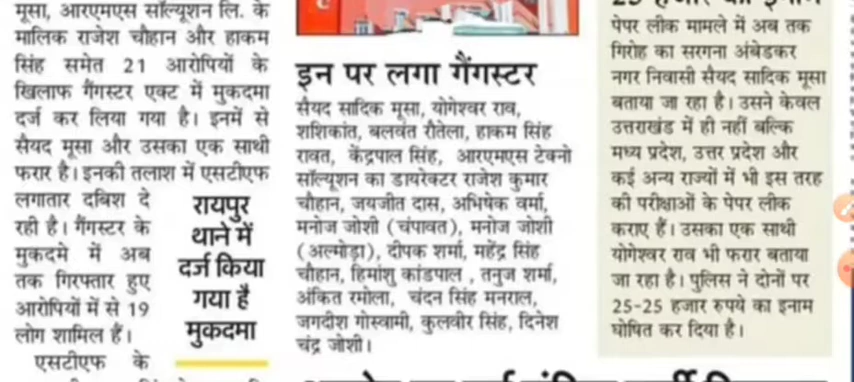 मूसा, आरएमएस सॉल्यूशन लि. के
मालिक राजेश चौहान और हाकम
सिंह समेत 21 आरोपियों के
खिलाफ गैंगस्टर एक्ट में मुकदमा
दर्ज कर लिया गया है। इनमें से
सैयद मूसा और उसका एक साथी
फरार है। इनकी तलाश में एसटीएफ
लगातार दबिश दे
रही है। गैंगस्टर के
मुकदमे में अब
तक गिरफ्तार हुए
आरोपियों में से 19
लोग शामिल हैं।
एसटीएफ के
रायपुर
थाने में
दर्ज किया
गया है
मुकदमा
इन पर लगा गैंगस्टर
सैयद सादिक मूसा, योगेश्वर राव,
शशिकांत, बलवंत रौतेला, हाकम सिंह
रावत, केंद्रपाल सिंह, आरएमएस टेक्नो
सॉल्यूशन का डायरेक्टर राजेश कुमार
चौहान, जयजीत दास, अभिषेक वर्मा,
मनोज जोशी (चंपावत), मनोज जोशी
(अल्मोड़ा), दीपक शर्मा, महेंद्र सिंह
चौहान, हिमांशु कांडपाल , तनुज शर्मा,
अंकित रमोला, चंदन सिंह मनराल,
जगदीश गोस्वामी, कुलवीर सिंह, दिनेश
चंद्र जोशी।
पेपर लीक मामले में अब तक
गिरोह का सरगना अंबेडकर
नगर निवासी सैयद सादिक मूसा
बताया जा रहा है। उसने केवल
उत्तराखंड में ही नहीं बल्कि
मध्य प्रदेश, उत्तर प्रदेश और
कई अन्य राज्यों में भी इस तरह
की परीक्षाओं के पेपर लीक
कराए हैं। उसका एक साथी
योगेश्वर राव भी फरार बताया
जा रहा है। पुलिस ने दोनों पर
25-25 हजार रुपये का इनाम
घोषित कर दिया है।